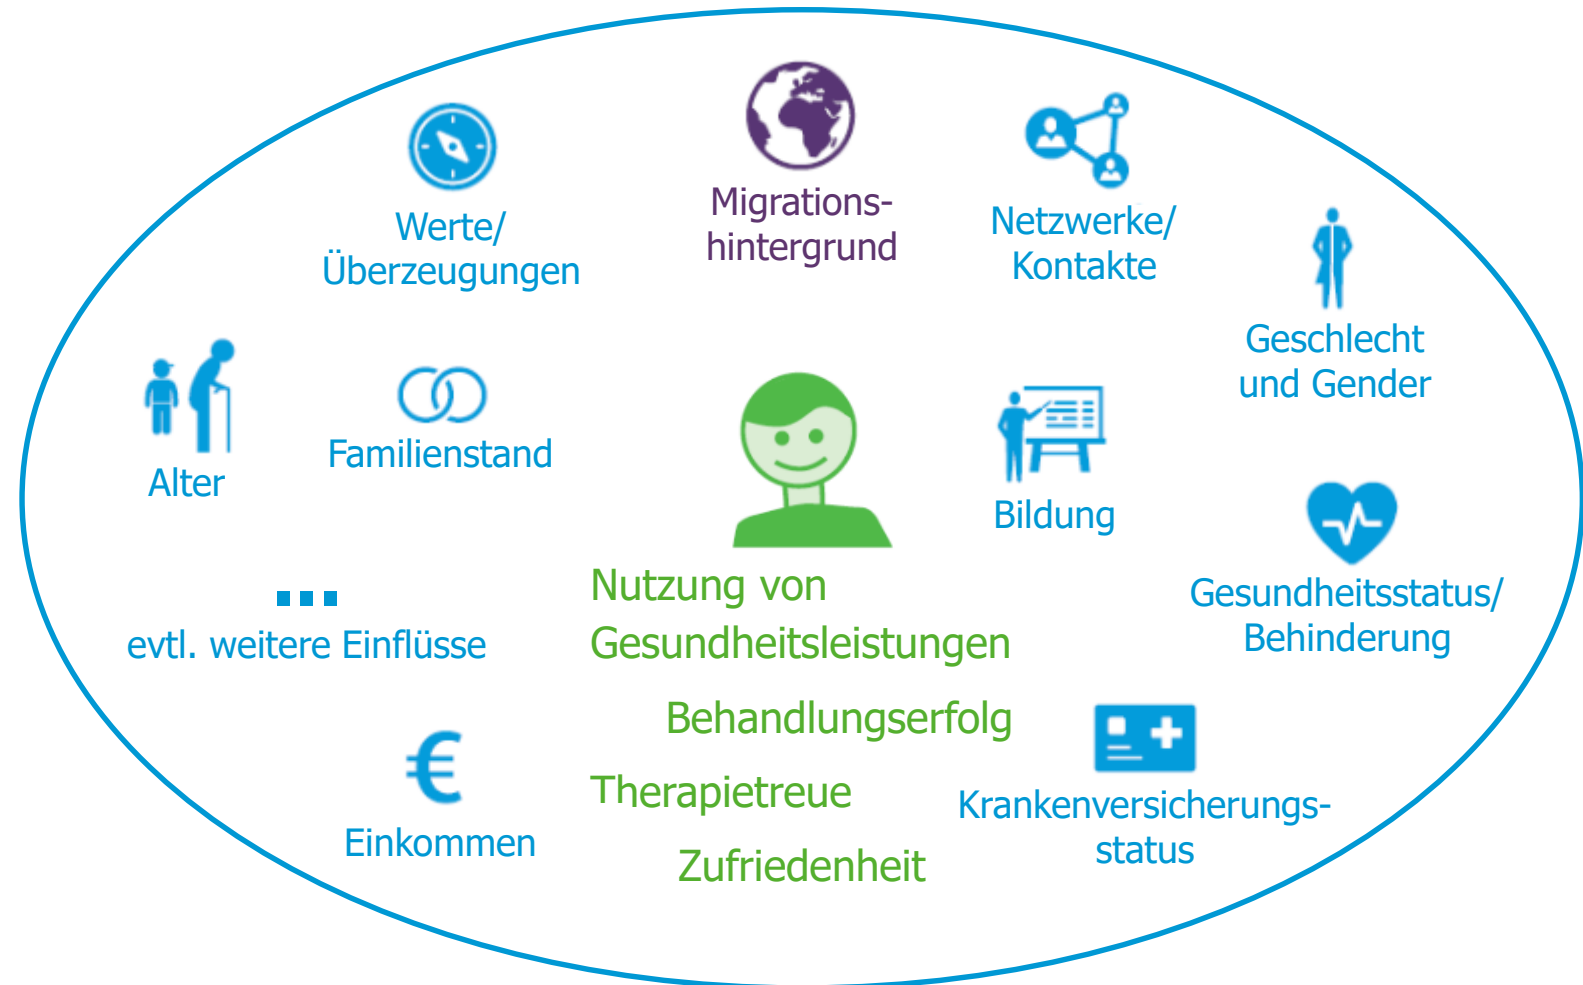 Migrations-
hintergrund
Werte/
Überzeugungen
Netzwerke/
Kontakte
Geschlecht
und Gender
Alter
Familienstand
Bildung
Gesundheitsstatus/
Behinderung
...
evtl. weitere Einflüsse
Nutzung von
Gesundheitsleistungen
Behandlungserfolg
Therapietreue
Zufriedenheit
€
Einkommen
Krankenversicherungs-
status